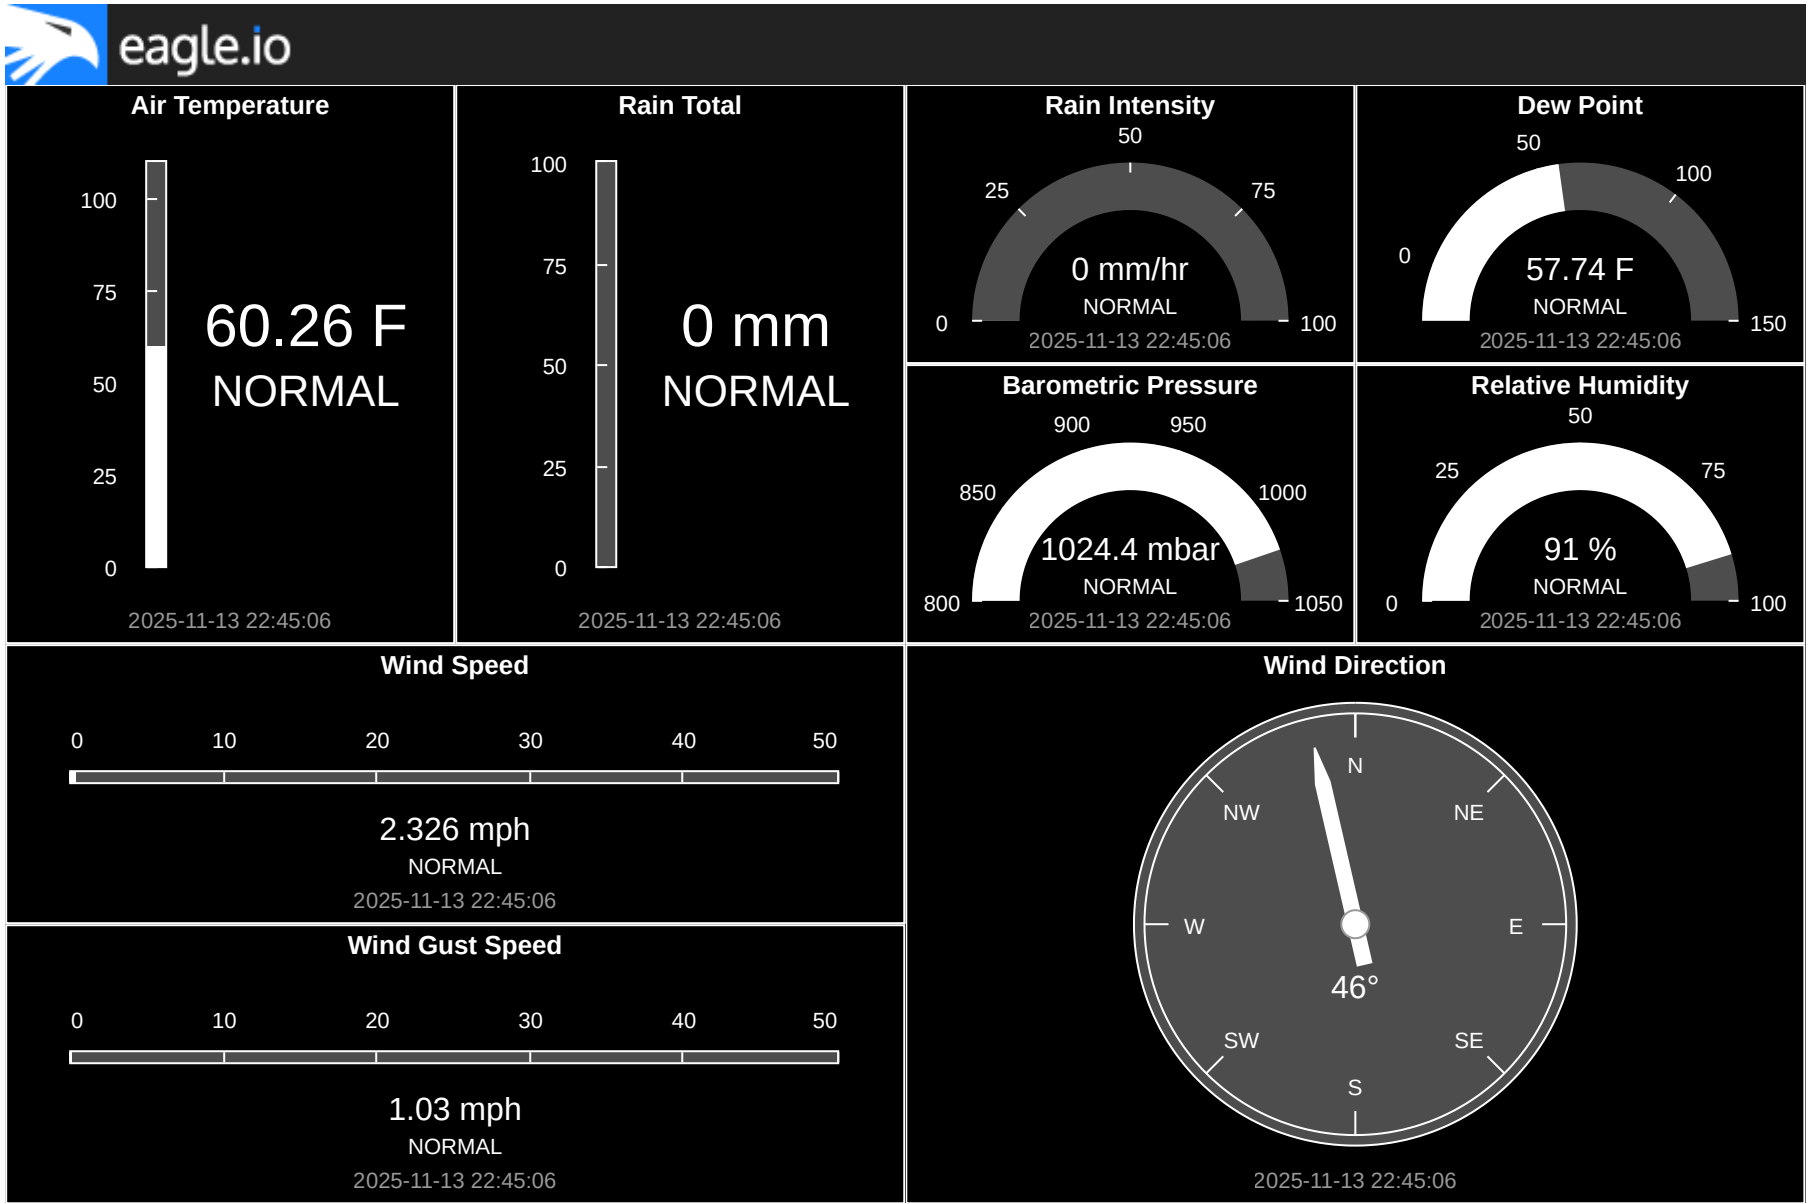 eagle.io
Air Temperature
100
75
50
25
0
60.26 F
NORMAL
2025-11-13 22:45:06
Rain Total
100
75
50
25
0
0 mm
NORMAL
2025-11-13 22:45:06
Rain Intensity
50
25
75
0
100
0 mm/hr
NORMAL
2025-11-13 22:45:06
Dew Point
50
100
0
150
57.74 F
NORMAL
2025-11-13 22:45:06
Barometric Pressure
900
950
850
1000
800
1050
1024.4 mbar
NORMAL
2025-11-13 22:45:06
Relative Humidity
50
25
75
0
100
91 %
NORMAL
2025-11-13 22:45:06
Wind Speed
0 10 20 30 40 50
2.326 mph
NORMAL
2025-11-13 22:45:06
Wind Gust Speed
0 10 20 30 40 50
1.03 mph
NORMAL
2025-11-13 22:45:06
Wind Direction
N
NW
NE
W
E
46°
SW
SE
S
2025-11-13 22:45:06